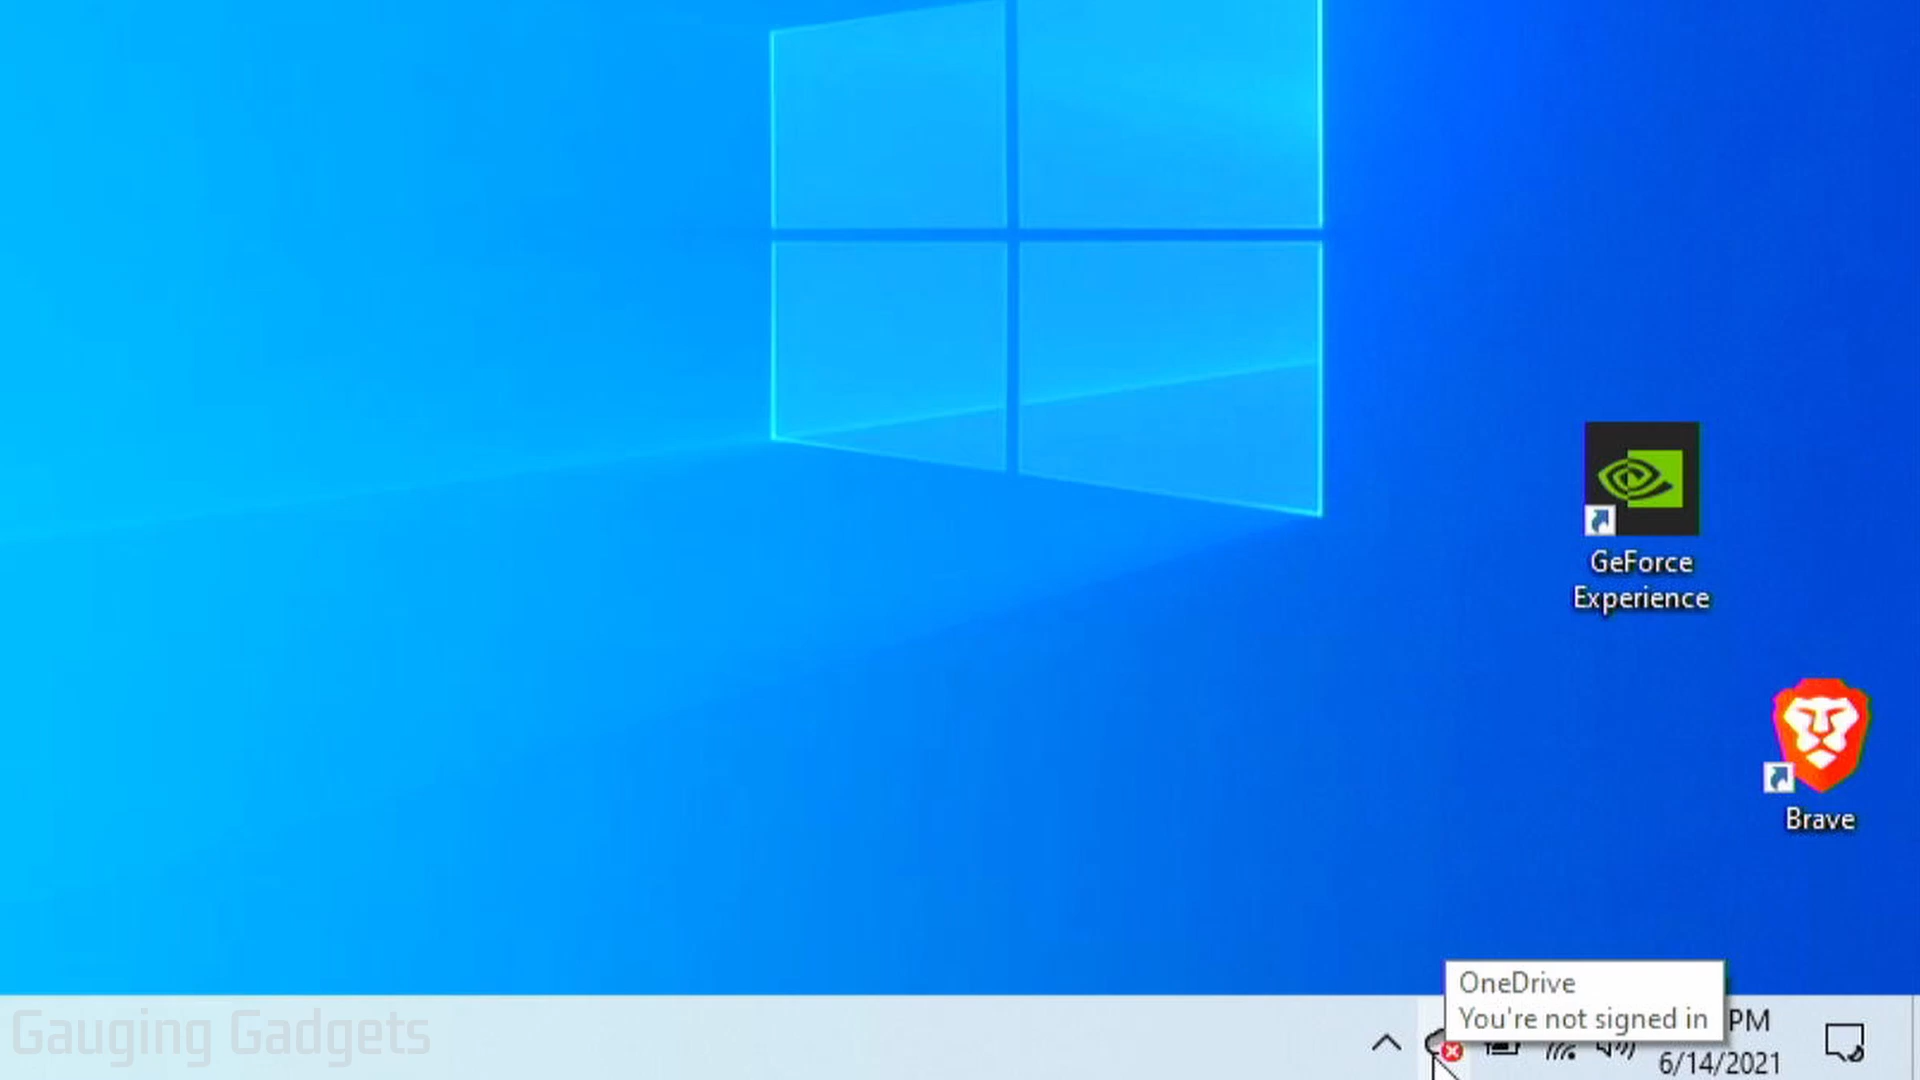 GeForce
Experience
Brave
OneDrive
You're not signed in
PM
6/14/2021
Gauging Gadgets